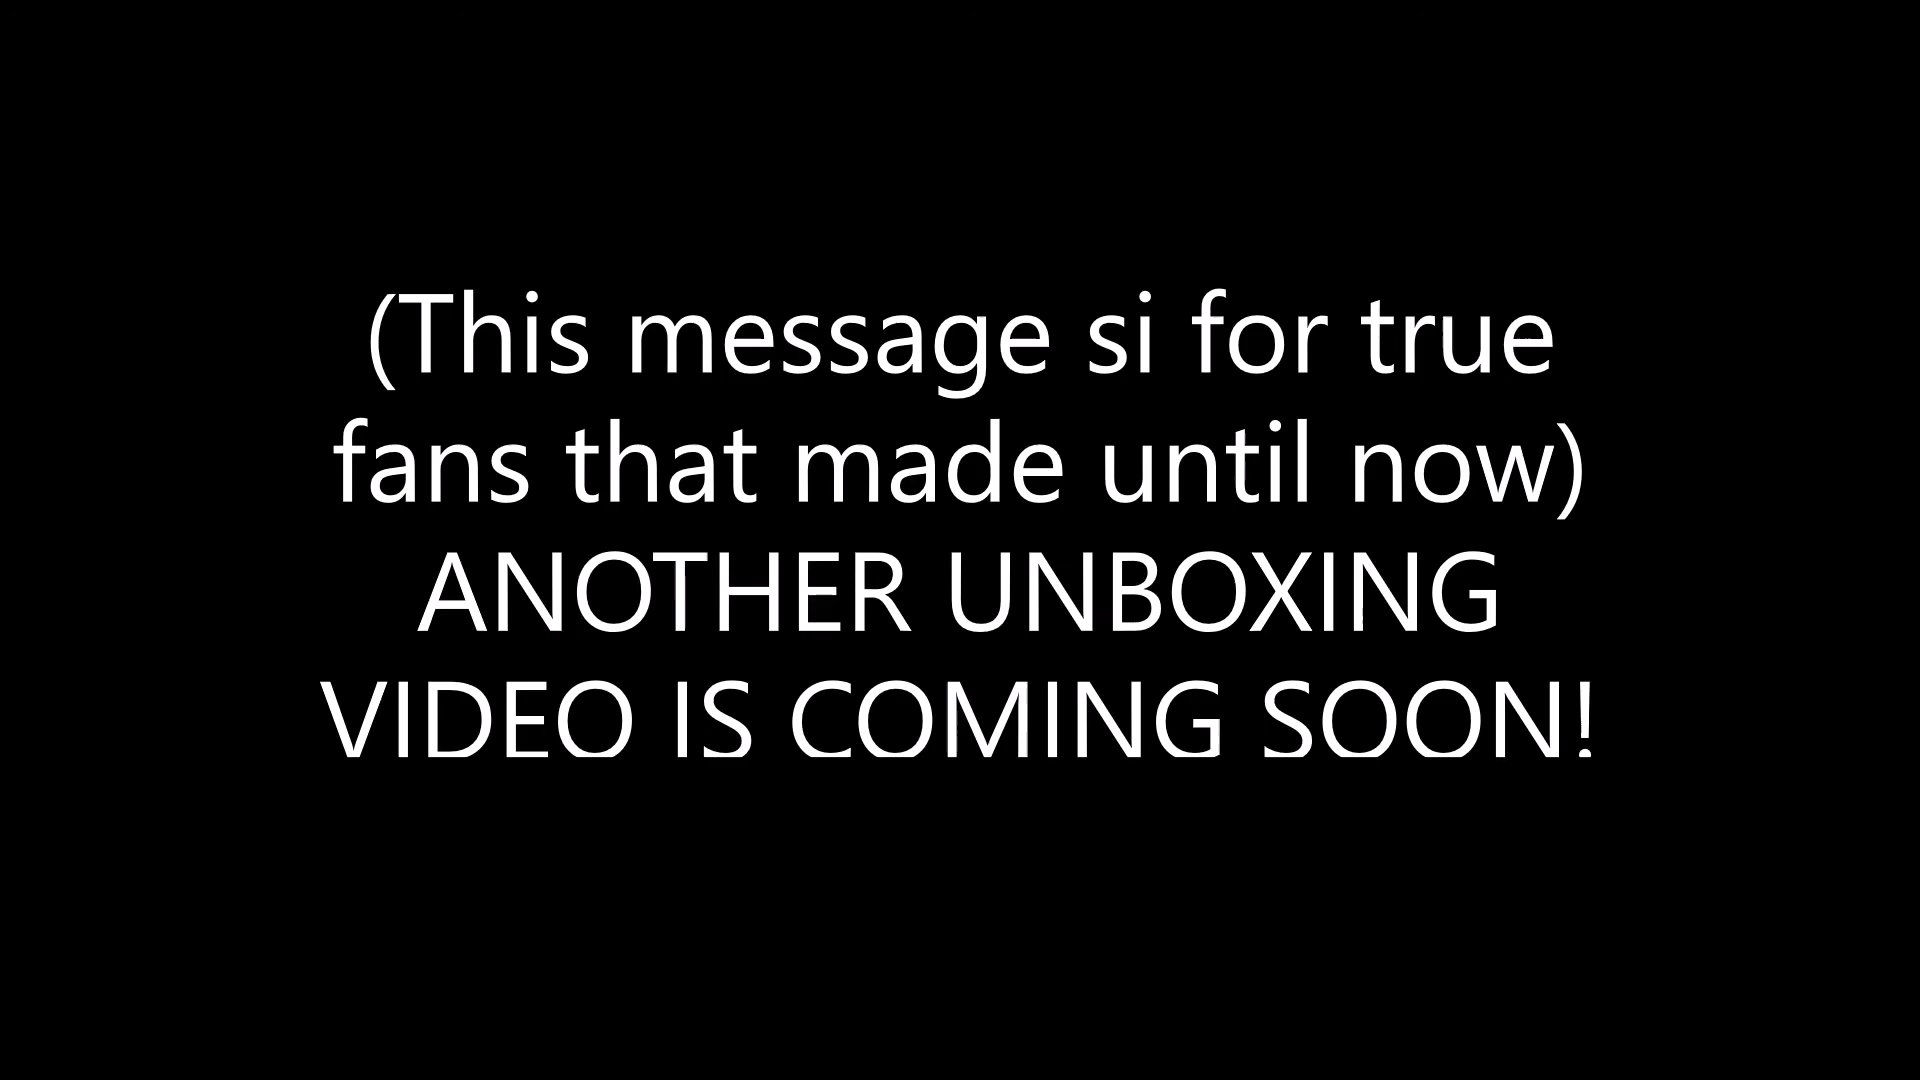 (This message si for true
fans that made until now)
ANOTHER UNBOXING
VIDEO IS COMING SOON!